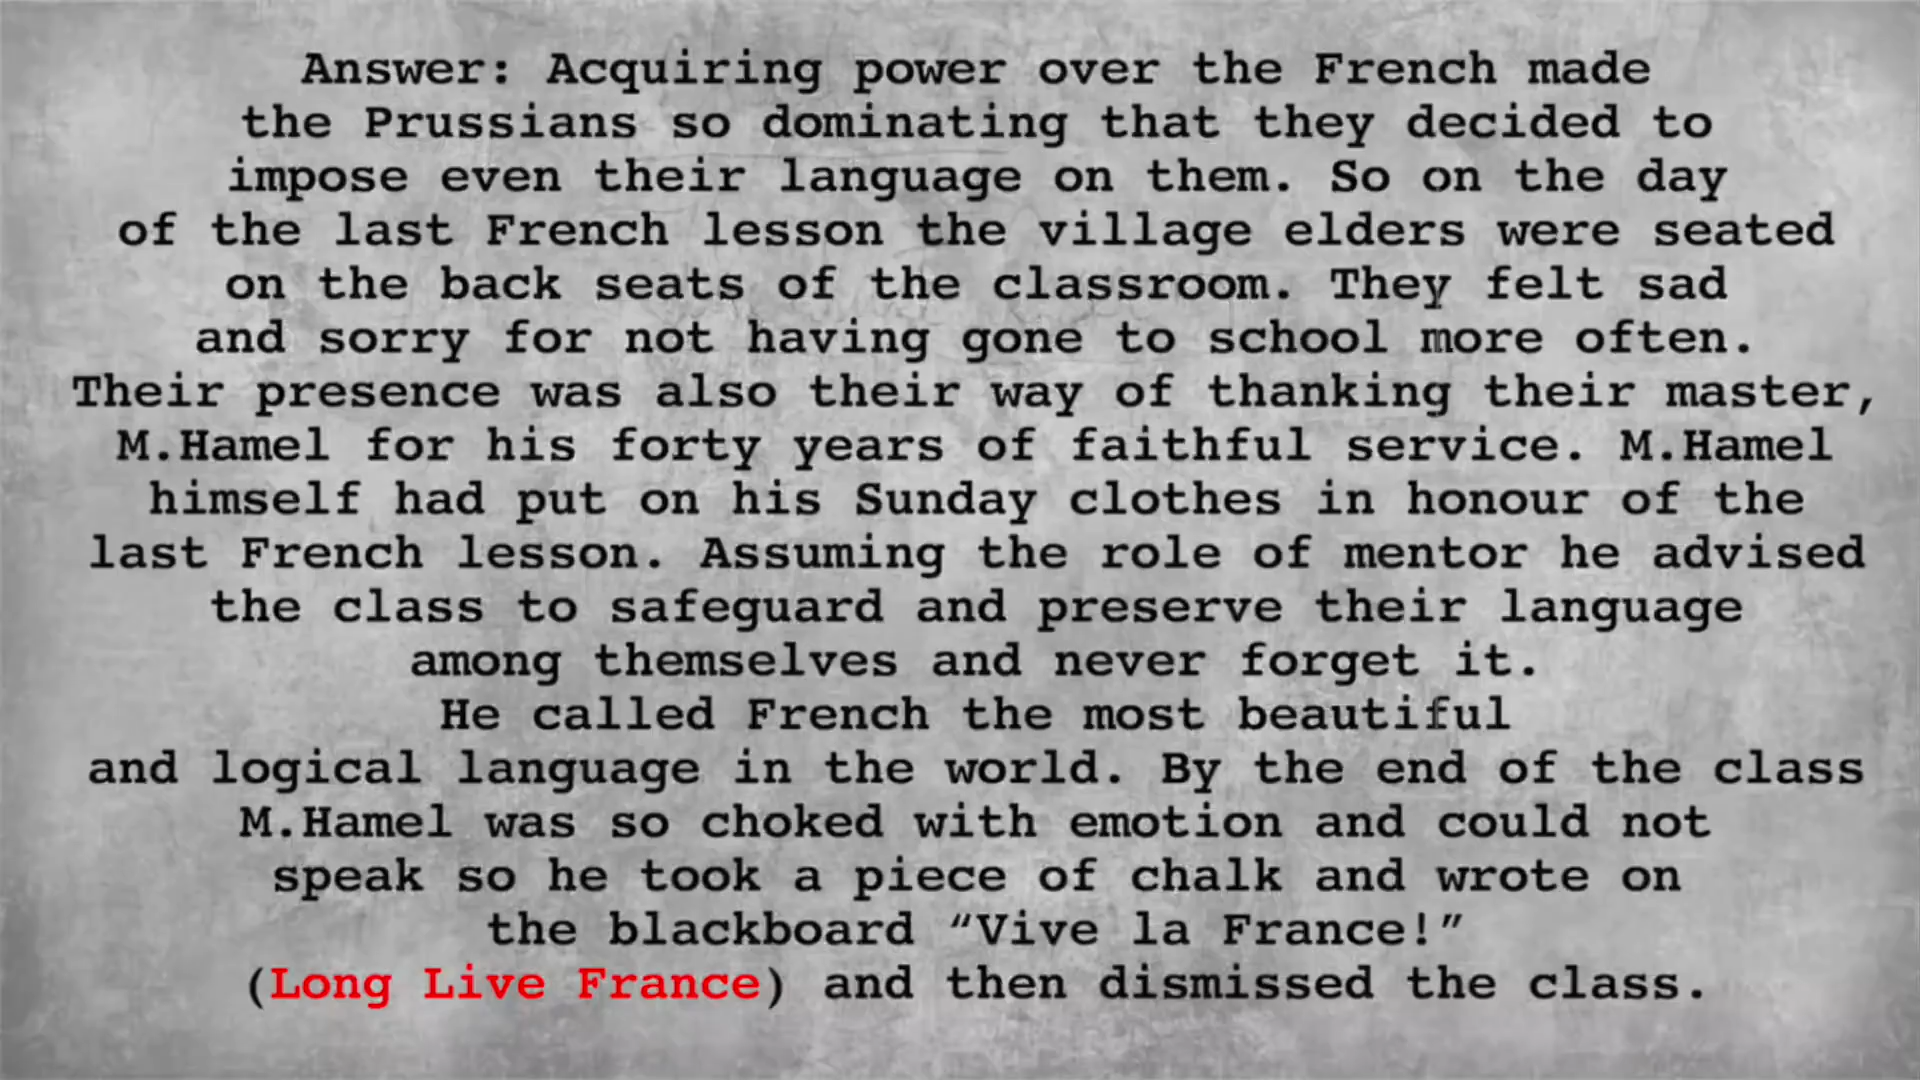 Answer: Acquiring power over the French made
the Prussians so dominating that they decided to
impose even their language on them. So on the day
of the last French lesson the village elders were seated
on the back seats of the classroom. They felt sad
and sorry for not having gone to school more often.
Their presence was also their way of thanking their master,
M.Hamel for his forty years of faithful service. M.Hamel
himself had put on his Sunday clothes in honour of the
last French lesson. Assuming the role of mentor he advised
the class to safeguard and preserve their language
among themselves and never forget it.
He called French the most beautiful
and logical language in the world. By the end of the class
M.Hamel was so choked with emotion and could not
speak so he took a piece of chalk and wrote on
the blackboard “Vive la France!”
(Long Live France) and then dismissed the class.